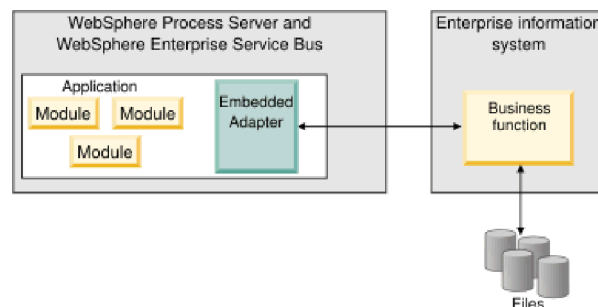 WebSphere Process Server and
WebSphere Enterprise Service Bus
Application
Module
Module
Module
Embedded
Adapter
Enterprise information
system
Business
function
Files